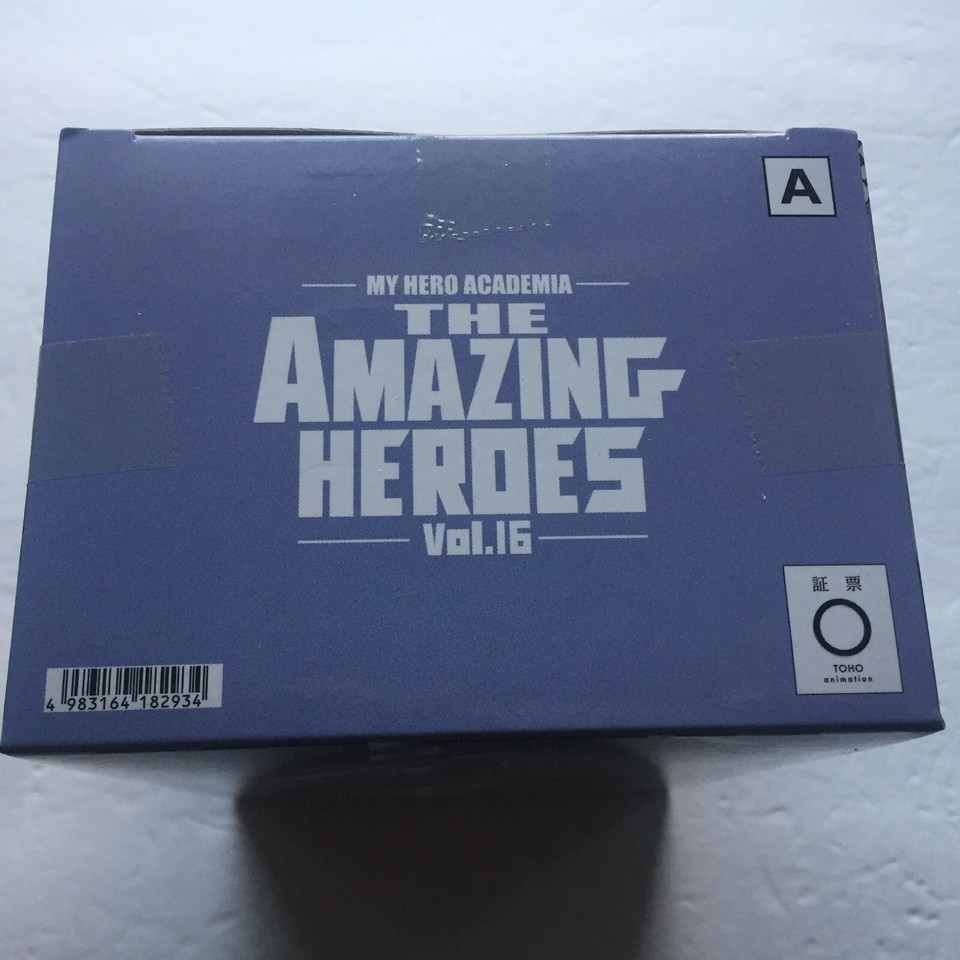 A
MY HERO ACADEMIA
THE
AMAZING
HEROES
Vol.16
証 票
TOHO
animation
4 983164 182934